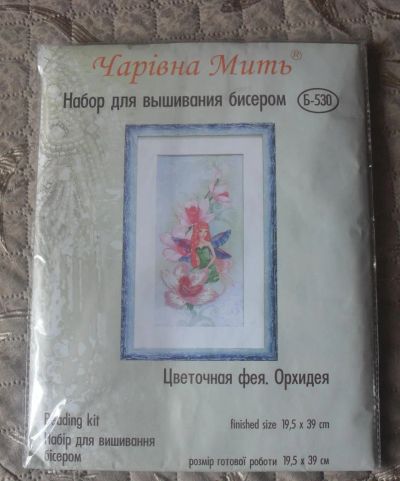 Чарівна Мить®
Набор для вышивания бисером Б-530
Цветочная фея. Орхидея
Beading kit
Набір для вишивання
бісером
finished size 19,5 x 39 cm
розмір готової роботи 19,5 х 39 см